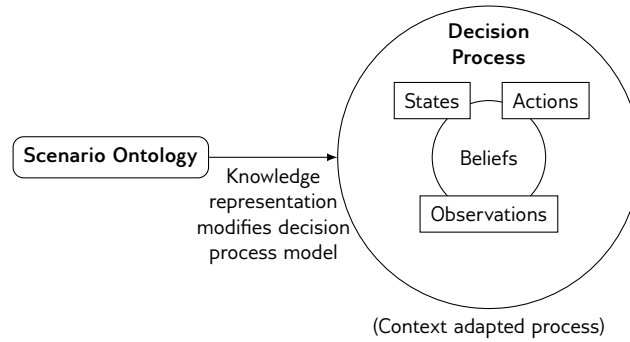 Decision
Process
States
Actions
Scenario Ontology
Beliefs
Knowledge
representation
modifies decision
process model
Observations
(Context adapted process)